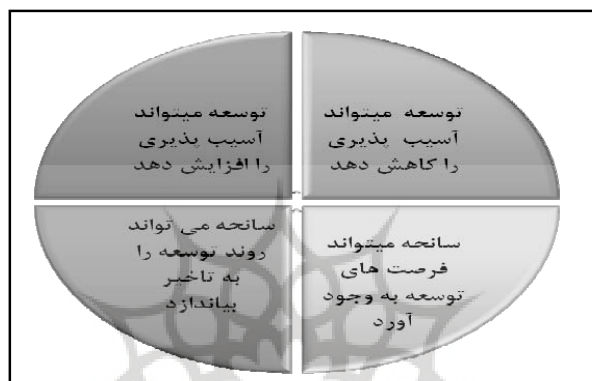 توسعه میتواند
آسیب پذیری
را کاهش دهد
توسعه میتواند
آسیب پذیری
را افزایش دهد
سانحه میتواند
فرصت های
توسعه به وجود
آورد
سانحه می تواند
روند توسعه را
به تاخیر
بیاندازد